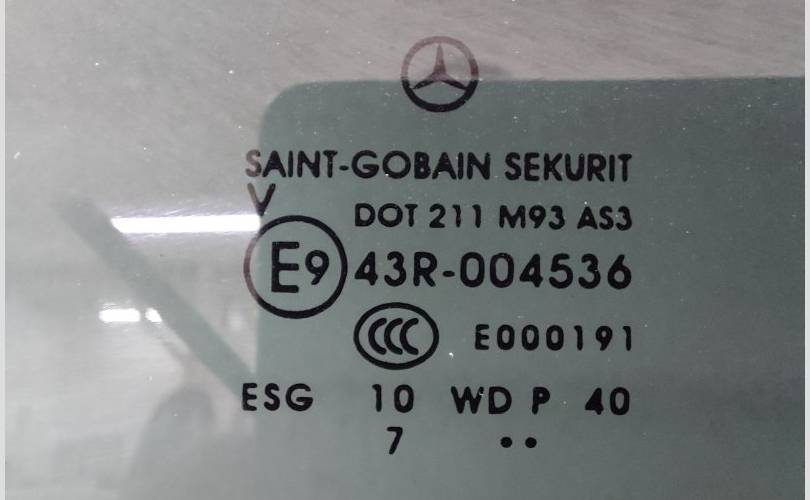 SAINT-GOBAIN SEKURIT
V
DOT 211 M93 AS3
E9 43R-004536
CCC E000191
ESG 10 WD P 40
7 ..